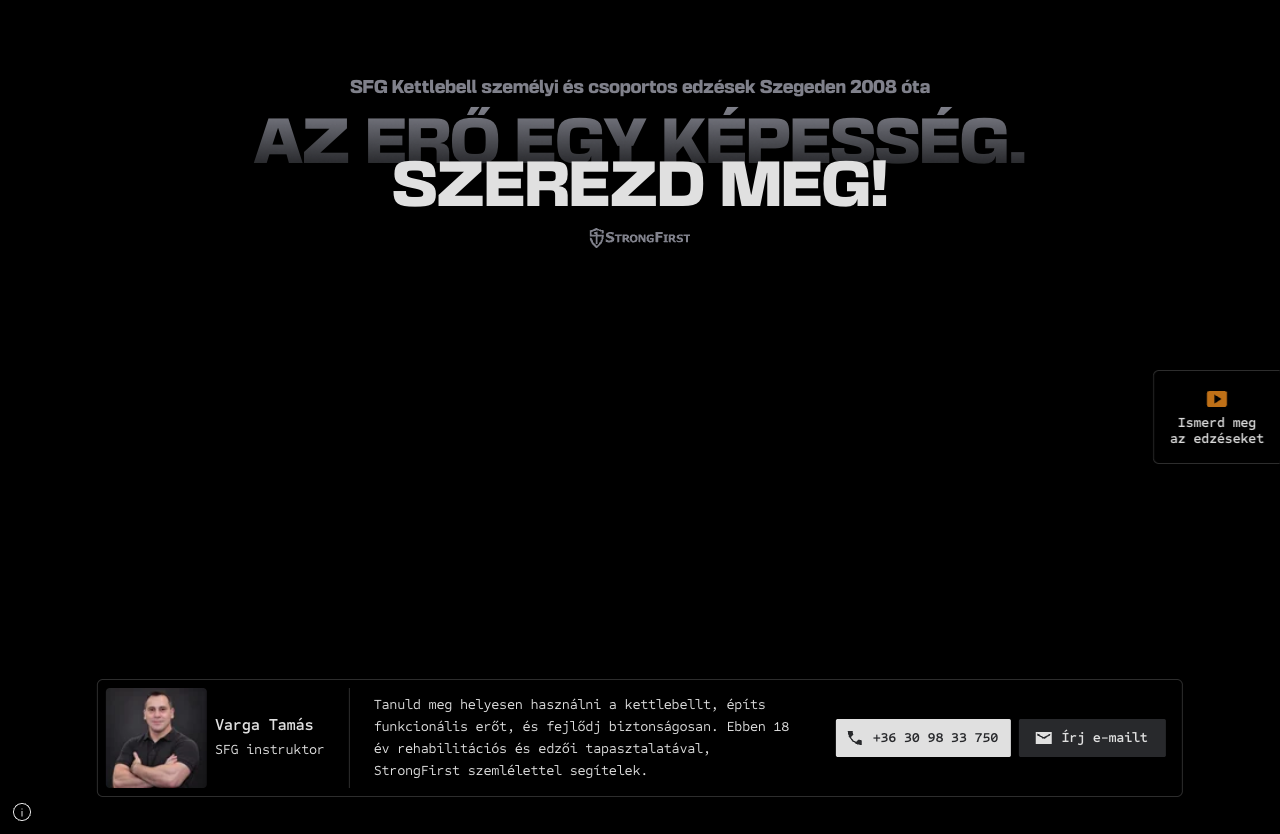 SFG Kettlebell személyi és csoportos edzések Szegeden 2008 óta
AZ ERŐ EGY KÉPESSÉG.
SZEREZD MEG!
STRONGFIRST
Ismerd meg
az edzéseket
Varga Tamás
SFG instruktor
Tanuld meg helyesen használni a kettlebellt, építs
funkcionális erőt, és fejlődj biztonságosan. Ebben 18
év rehabilitációs és edzői tapasztalatával,
StrongFirst szemlélettel segítelek.
+36 30 98 33 750
Írj e-mailt